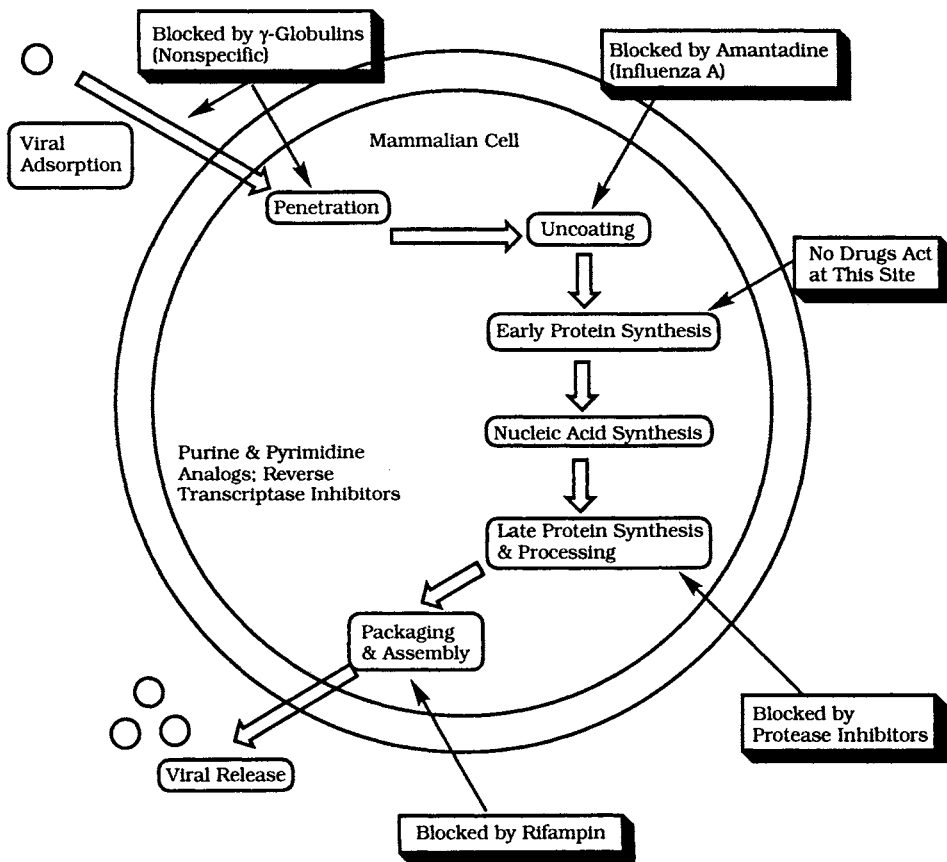 Blocked by γ-Globulins
(Nonspecific)
Blocked by Amantadine
(Influenza A)
Viral
Adsorption
Mammalian Cell
Penetration
Uncoating
No Drugs Act
at This Site
Early Protein Synthesis
Nucleic Acid Synthesis
Purine & Pyrimidine
Analogs; Reverse
Transcriptase Inhibitors
Late Protein Synthesis
& Processing
Packaging
& Assembly
Blocked by
Protease Inhibitors
Viral Release
Blocked by Rifampin